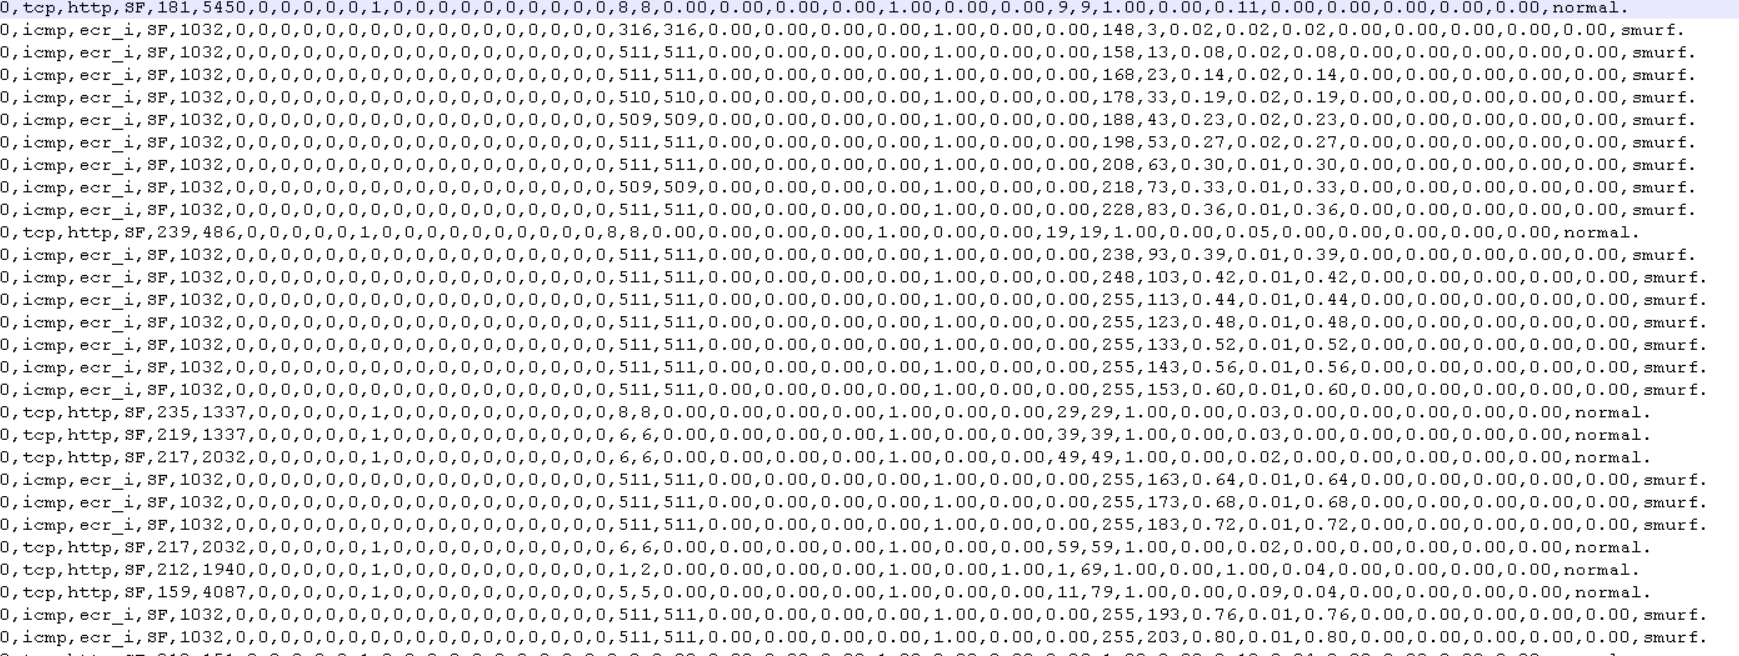 0,tcp,http,SF,181,5450,0,0,0,0,0,1,0,0,0,0,0,0,0,0,0,0,8,8,0.00,0.00,0.00,0.00,1.00,0.00,0.00,9,9,1.00,0.00,0.11,0.00,0.00,0.00,0.00,0.00,normal.
0,icmp,ecr_i,SF,1032,0,0,0,0,0,0,1,0,0,0,0,0,0,0,0,0,0,316,316,0.00,0.00,0.00,0.00,1.00,0.00,0.00,148,3,0.02,0.02,0.02,0.00,0.00,0.00,0.00,0.00,smurf.
0,icmp,ecr_i,SF,1032,0,0,0,0,0,0,1,0,0,0,0,0,0,0,0,0,0,511,511,0.00,0.00,0.00,0.00,1.00,0.00,0.00,158,13,0.08,0.02,0.08,0.00,0.00,0.00,0.00,0.00,smurf.
0,icmp,ecr_i,SF,1032,0,0,0,0,0,0,1,0,0,0,0,0,0,0,0,0,0,511,511,0.00,0.00,0.00,0.00,1.00,0.00,0.00,168,23,0.14,0.02,0.14,0.00,0.00,0.00,0.00,0.00,smurf.
0,icmp,ecr_i,SF,1032,0,0,0,0,0,0,1,0,0,0,0,0,0,0,0,0,0,510,510,0.00,0.00,0.00,0.00,1.00,0.00,0.00,178,33,0.19,0.02,0.19,0.00,0.00,0.00,0.00,0.00,smurf.
0,icmp,ecr_i,SF,1032,0,0,0,0,0,0,1,0,0,0,0,0,0,0,0,0,0,509,509,0.00,0.00,0.00,0.00,1.00,0.00,0.00,188,43,0.23,0.02,0.23,0.00,0.00,0.00,0.00,0.00,smurf.
0,icmp,ecr_i,SF,1032,0,0,0,0,0,0,1,0,0,0,0,0,0,0,0,0,0,511,511,0.00,0.00,0.00,0.00,1.00,0.00,0.00,198,53,0.27,0.02,0.27,0.00,0.00,0.00,0.00,0.00,smurf.
0,icmp,ecr_i,SF,1032,0,0,0,0,0,0,1,0,0,0,0,0,0,0,0,0,0,511,511,0.00,0.00,0.00,0.00,1.00,0.00,0.00,208,63,0.30,0.01,0.30,0.00,0.00,0.00,0.00,0.00,smurf.
0,icmp,ecr_i,SF,1032,0,0,0,0,0,0,1,0,0,0,0,0,0,0,0,0,0,509,509,0.00,0.00,0.00,0.00,1.00,0.00,0.00,218,73,0.33,0.01,0.33,0.00,0.00,0.00,0.00,0.00,smurf.
0,icmp,ecr_i,SF,1032,0,0,0,0,0,0,1,0,0,0,0,0,0,0,0,0,0,511,511,0.00,0.00,0.00,0.00,1.00,0.00,0.00,228,83,0.36,0.01,0.36,0.00,0.00,0.00,0.00,0.00,smurf.
0,tcp,http,SF,239,486,0,0,0,0,0,1,0,0,0,0,0,0,0,0,0,0,8,8,0.00,0.00,0.00,0.00,1.00,0.00,0.00,19,19,1.00,0.00,0.05,0.00,0.00,0.00,0.00,0.00,normal.
0,icmp,ecr_i,SF,1032,0,0,0,0,0,0,1,0,0,0,0,0,0,0,0,0,0,511,511,0.00,0.00,0.00,0.00,1.00,0.00,0.00,238,93,0.39,0.01,0.39,0.00,0.00,0.00,0.00,0.00,smurf.
0,icmp,ecr_i,SF,1032,0,0,0,0,0,0,1,0,0,0,0,0,0,0,0,0,0,511,511,0.00,0.00,0.00,0.00,1.00,0.00,0.00,248,103,0.42,0.01,0.42,0.00,0.00,0.00,0.00,0.00,smurf.
0,icmp,ecr_i,SF,1032,0,0,0,0,0,0,1,0,0,0,0,0,0,0,0,0,0,511,511,0.00,0.00,0.00,0.00,1.00,0.00,0.00,255,113,0.44,0.01,0.44,0.00,0.00,0.00,0.00,0.00,smurf.
0,icmp,ecr_i,SF,1032,0,0,0,0,0,0,1,0,0,0,0,0,0,0,0,0,0,511,511,0.00,0.00,0.00,0.00,1.00,0.00,0.00,255,123,0.48,0.01,0.48,0.00,0.00,0.00,0.00,0.00,smurf.
0,icmp,ecr_i,SF,1032,0,0,0,0,0,0,1,0,0,0,0,0,0,0,0,0,0,511,511,0.00,0.00,0.00,0.00,1.00,0.00,0.00,255,133,0.52,0.01,0.52,0.00,0.00,0.00,0.00,0.00,smurf.
0,icmp,ecr_i,SF,1032,0,0,0,0,0,0,1,0,0,0,0,0,0,0,0,0,0,511,511,0.00,0.00,0.00,0.00,1.00,0.00,0.00,255,143,0.56,0.01,0.56,0.00,0.00,0.00,0.00,0.00,smurf.
0,icmp,ecr_i,SF,1032,0,0,0,0,0,0,1,0,0,0,0,0,0,0,0,0,0,511,511,0.00,0.00,0.00,0.00,1.00,0.00,0.00,255,153,0.60,0.01,0.60,0.00,0.00,0.00,0.00,0.00,smurf.
0,tcp,http,SF,235,1337,0,0,0,0,0,1,0,0,0,0,0,0,0,0,0,0,8,8,0.00,0.00,0.00,0.00,1.00,0.00,0.00,29,29,1.00,0.00,0.03,0.00,0.00,0.00,0.00,0.00,normal.
0,tcp,http,SF,219,1337,0,0,0,0,0,1,0,0,0,0,0,0,0,0,0,0,6,6,0.00,0.00,0.00,0.00,1.00,0.00,0.00,39,39,1.00,0.00,0.03,0.00,0.00,0.00,0.00,0.00,normal.
0,tcp,http,SF,217,2032,0,0,0,0,0,1,0,0,0,0,0,0,0,0,0,0,6,6,0.00,0.00,0.00,0.00,1.00,0.00,0.00,49,49,1.00,0.00,0.02,0.00,0.00,0.00,0.00,0.00,normal.
0,icmp,ecr_i,SF,1032,0,0,0,0,0,0,1,0,0,0,0,0,0,0,0,0,0,511,511,0.00,0.00,0.00,0.00,1.00,0.00,0.00,255,163,0.64,0.01,0.64,0.00,0.00,0.00,0.00,0.00,smurf.
0,icmp,ecr_i,SF,1032,0,0,0,0,0,0,1,0,0,0,0,0,0,0,0,0,0,511,511,0.00,0.00,0.00,0.00,1.00,0.00,0.00,255,173,0.68,0.01,0.68,0.00,0.00,0.00,0.00,0.00,smurf.
0,icmp,ecr_i,SF,1032,0,0,0,0,0,0,1,0,0,0,0,0,0,0,0,0,0,511,511,0.00,0.00,0.00,0.00,1.00,0.00,0.00,255,183,0.72,0.01,0.72,0.00,0.00,0.00,0.00,0.00,smurf.
0,tcp,http,SF,217,2032,0,0,0,0,0,1,0,0,0,0,0,0,0,0,0,0,6,6,0.00,0.00,0.00,0.00,1.00,0.00,0.00,59,59,1.00,0.00,0.02,0.00,0.00,0.00,0.00,0.00,normal.
0,tcp,http,SF,212,1940,0,0,0,0,0,1,0,0,0,0,0,0,0,0,0,0,1,2,0.00,0.00,0.00,0.00,1.00,0.00,1.00,1,69,1.00,0.00,1.00,0.04,0.00,0.00,0.00,0.00,normal.
0,tcp,http,SF,159,4087,0,0,0,0,0,1,0,0,0,0,0,0,0,0,0,0,5,5,0.00,0.00,0.00,0.00,1.00,0.00,0.00,11,79,1.00,0.00,0.09,0.04,0.00,0.00,0.00,0.00,normal.
0,icmp,ecr_i,SF,1032,0,0,0,0,0,0,1,0,0,0,0,0,0,0,0,0,0,511,511,0.00,0.00,0.00,0.00,1.00,0.00,0.00,255,193,0.76,0.01,0.76,0.00,0.00,0.00,0.00,0.00,smurf.
0,icmp,ecr_i,SF,1032,0,0,0,0,0,0,1,0,0,0,0,0,0,0,0,0,0,511,511,0.00,0.00,0.00,0.00,1.00,0.00,0.00,255,203,0.80,0.01,0.80,0.00,0.00,0.00,0.00,0.00,smurf.